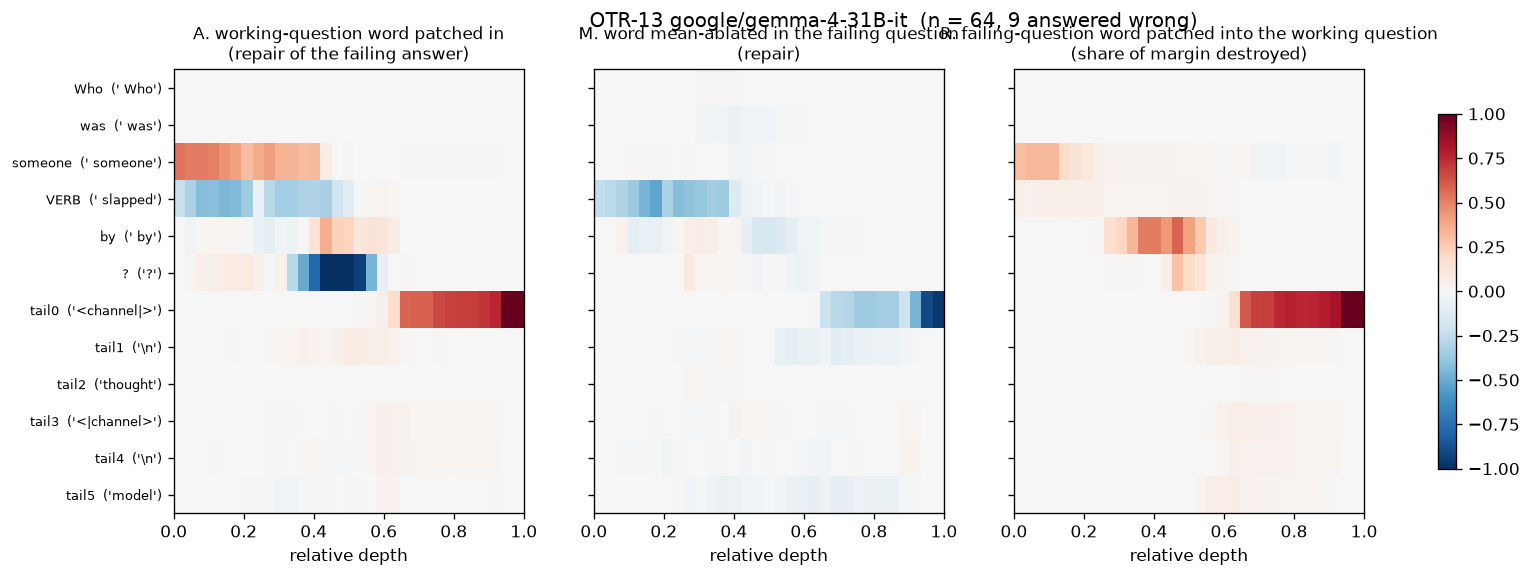 OTR-13 google/gemma-4-31B-it  (n = 64, 9 answered wrong)
A. working-question word patched in
(repair of the failing answer)
M. word mean-ablated in the failing question
(repair)
R. failing-question word patched into the working question
(share of margin destroyed)
Who  (' Who')
was  (' was')
someone  (' someone')
VERB  (' slapped')
by  (' by')
?  ('?')
tail0  ('<channel|>')
tail1  ('\n')
tail2  ('thought')
tail3  ('<|channel>')
tail4  ('\n')
tail5  ('model')
0.0 0.2 0.4 0.6 0.8 1.0
relative depth
0.0 0.2 0.4 0.6 0.8 1.0
relative depth
0.0 0.2 0.4 0.6 0.8 1.0
relative depth
1.00
0.75
0.50
0.25
0.00
−0.25
−0.50
−0.75
−1.00